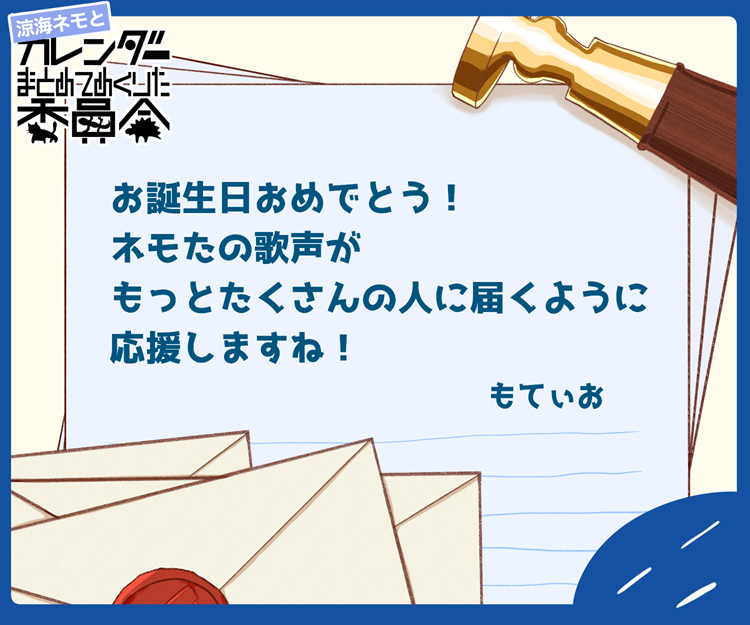 涼海ネモと
カレンダー
まとめてめくりた
委員会
お誕生日おめでとう！
ネモたの歌声が
もっとたくさんの人に届くように
応援しますね！
もてぃお